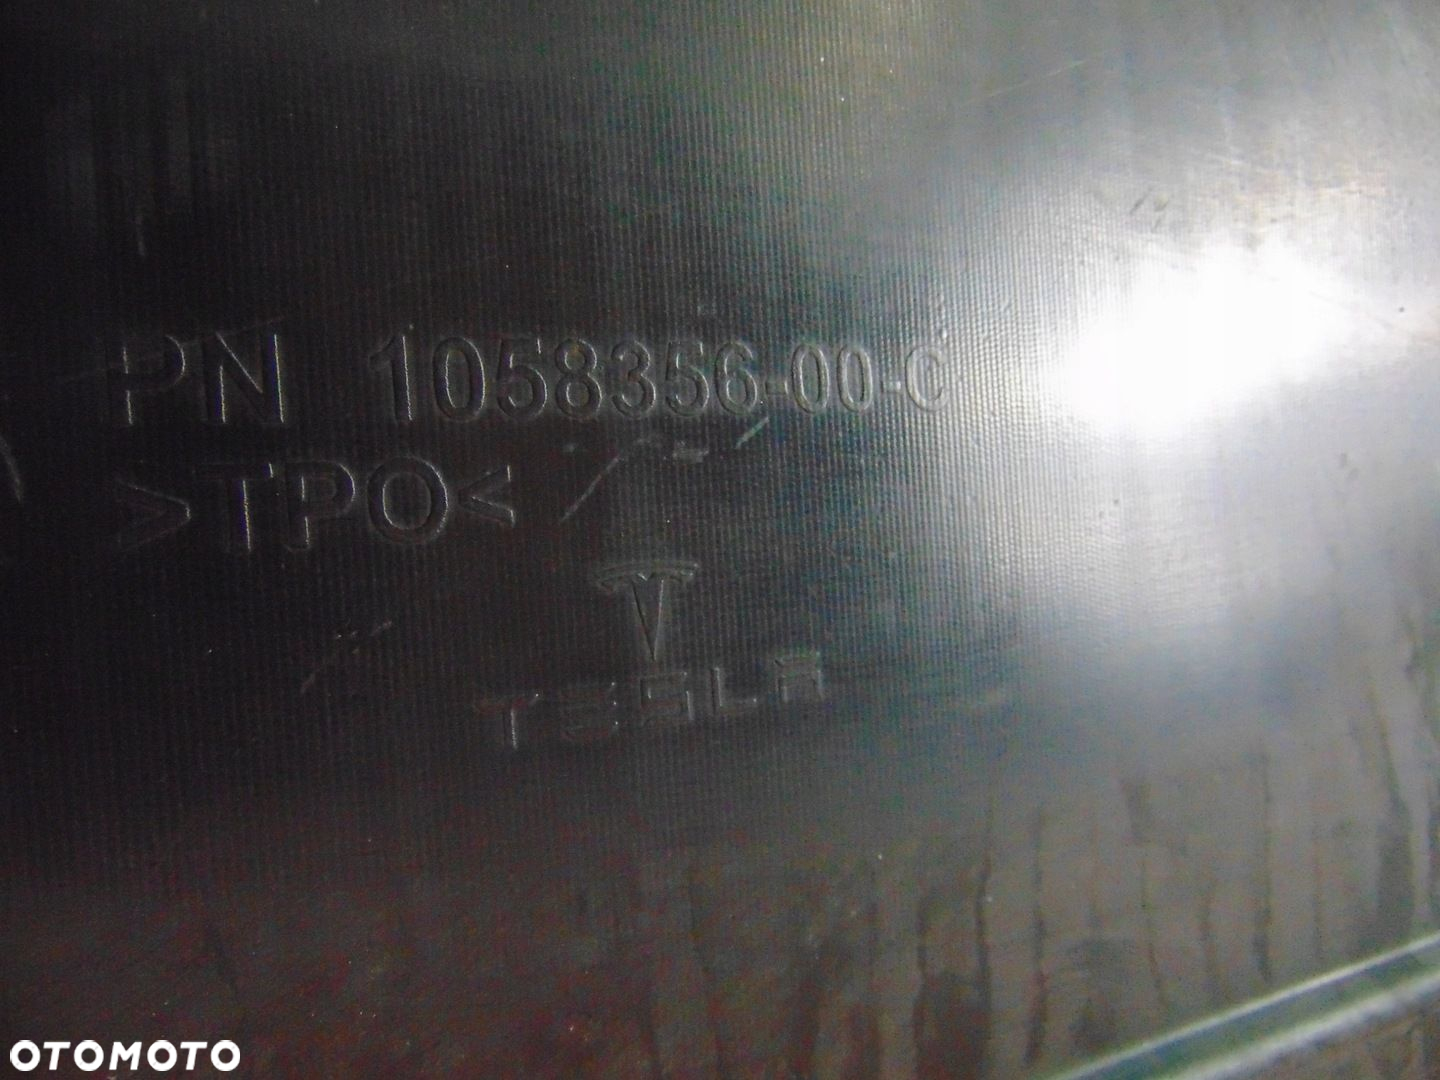 PN 1058356-00-C
>TPO<
TESLA
OTOMOTO